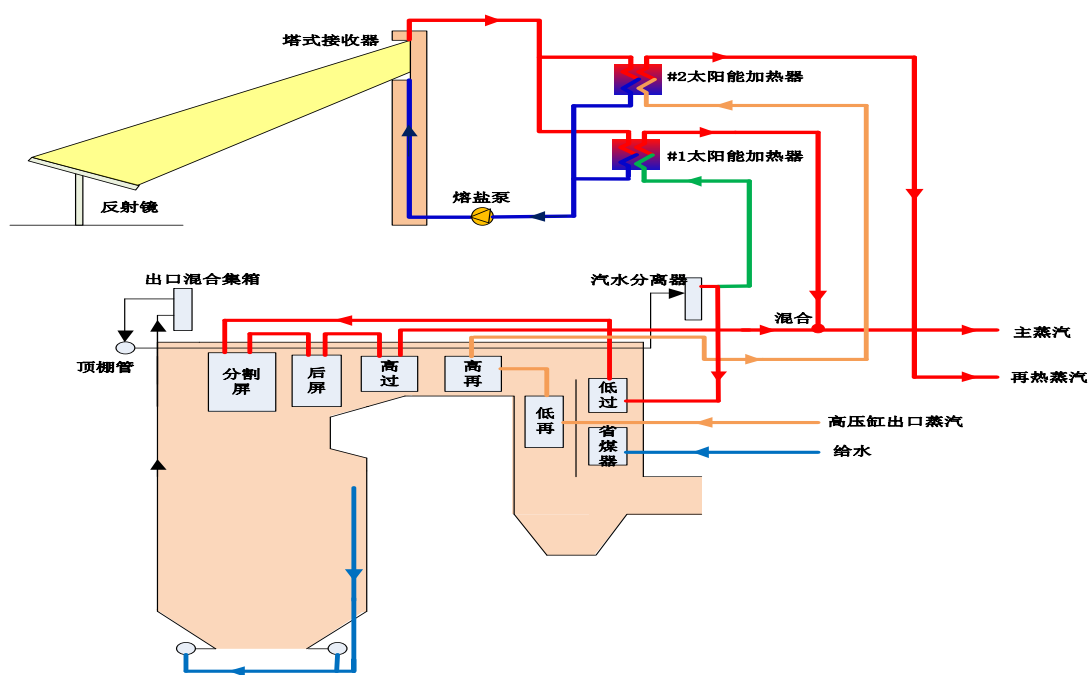 塔式接收器
#2太阳能加热器
#1太阳能加热器
反射镜
熔盐泵
出口混合集箱
汽水分离器
混合
主蒸汽
顶棚管
分割
屏
后
屏
高
过
高
再
低
过
再热蒸汽
低
再
高压缸出口蒸汽
省
煤
器
给水